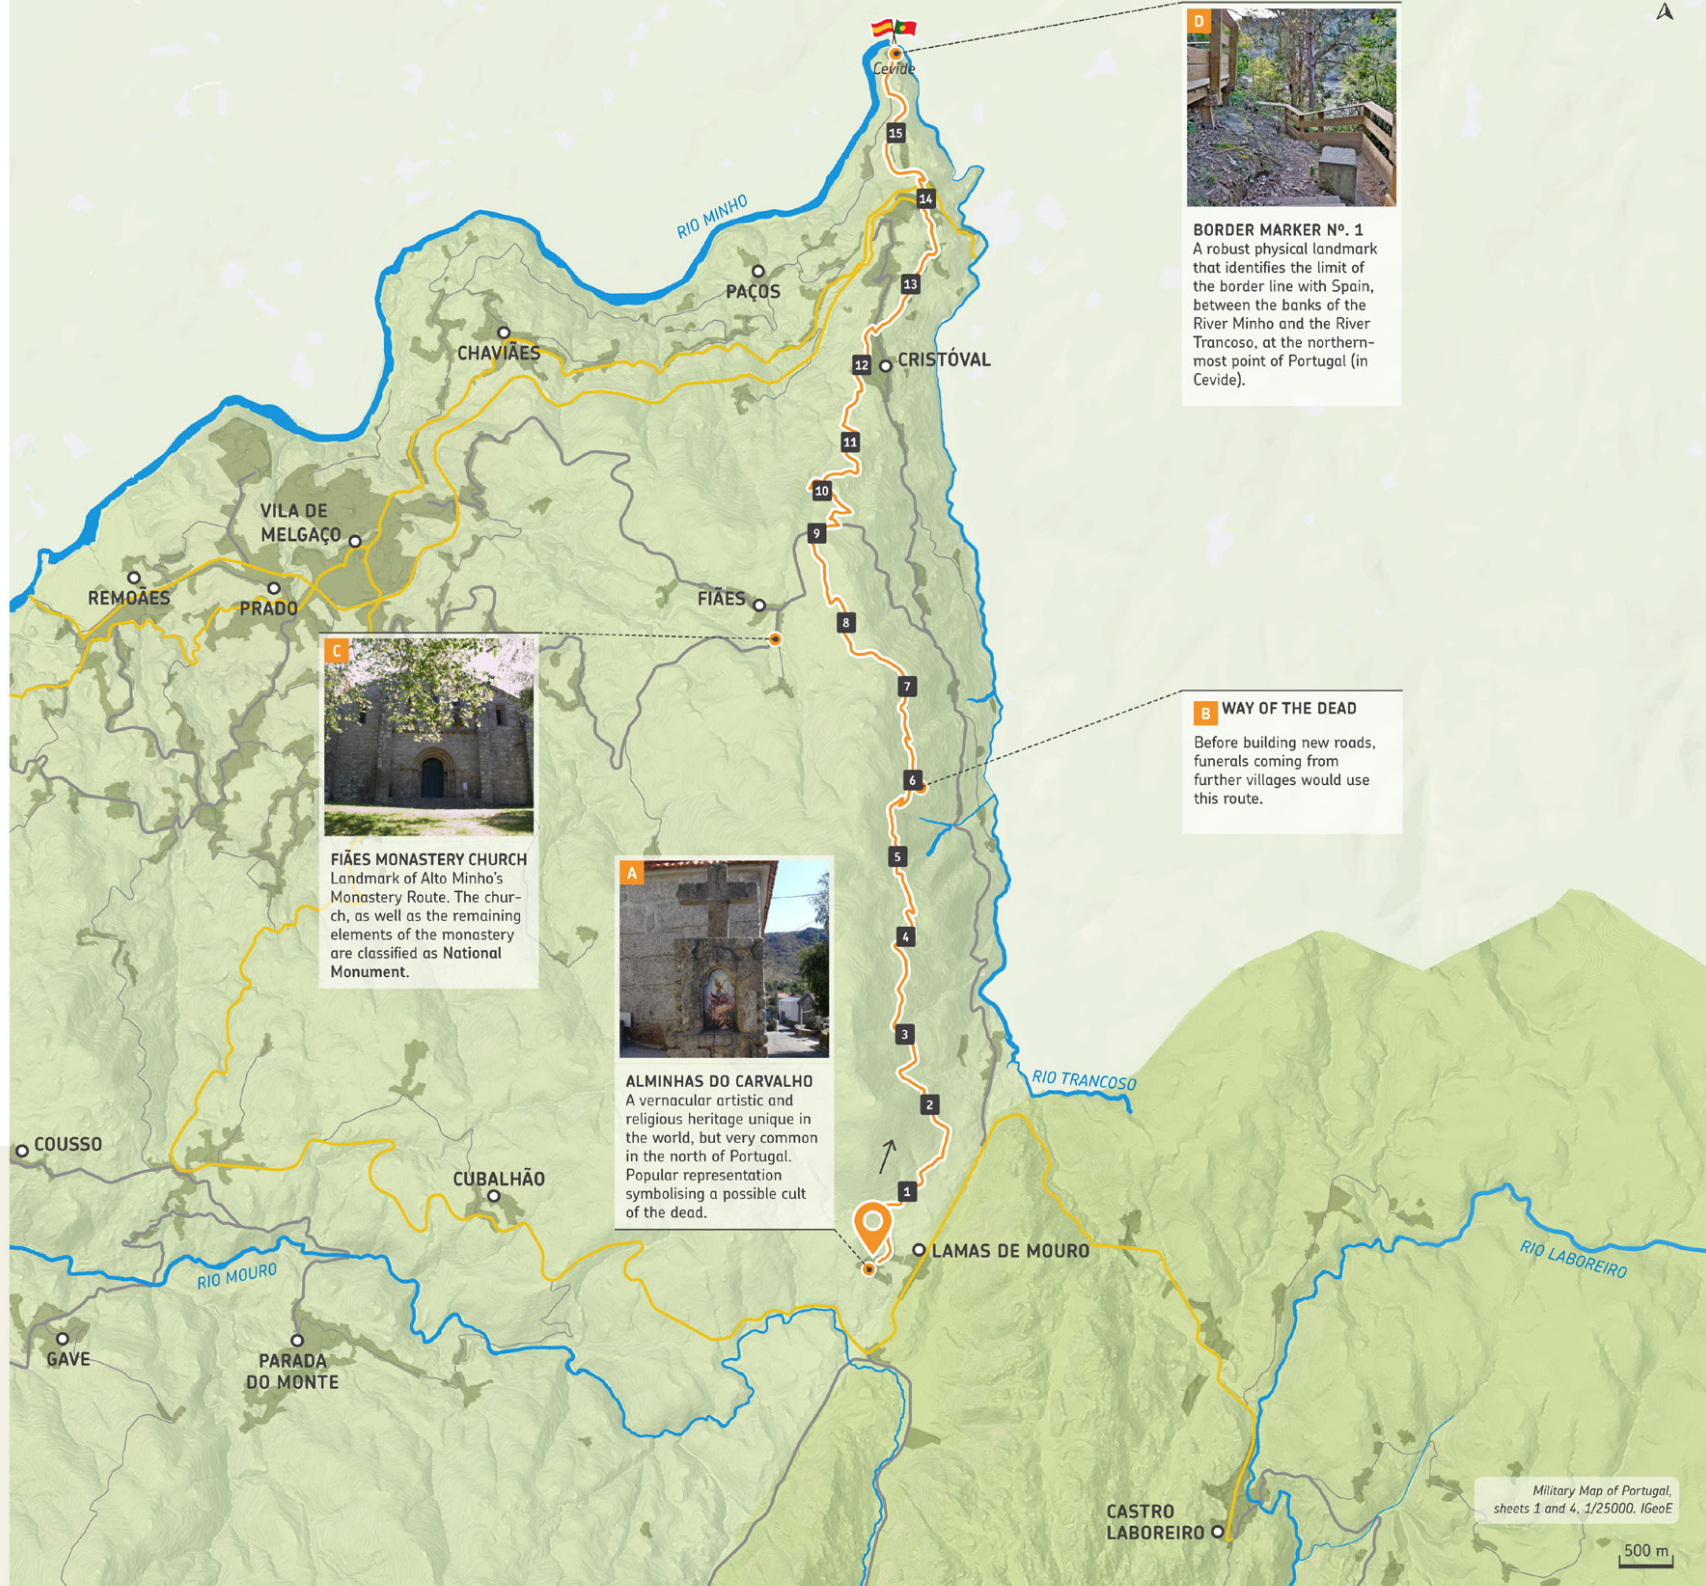 Cevide
D
BORDER MARKER Nº. 1
A robust physical landmark
that identifies the limit of
the border line with Spain,
between the banks of the
River Minho and the River
Trancoso, at the northern-
most point of Portugal (in
Cevide).
15
14
13
12
11
10
9
8
7
6
5
4
3
2
1
RIO MINHO
PAÇOS
CHAVIÃES
CRISTÓVAL
VILA DE
MELGAÇO
REMOÃES
PRADO
FIÃES
C
FIÃES MONASTERY CHURCH
Landmark of Alto Minho's
Monastery Route. The chur-
ch, as well as the remaining
elements of the monastery
are classified as National
Monument.
B WAY OF THE DEAD
Before building new roads,
funerals coming from
further villages would use
this route.
A
ALMINHAS DO CARVALHO
A vernacular artistic and
religious heritage unique in
the world, but very common
in the north of Portugal.
Popular representation
symbolising a possible cult
of the dead.
RIO TRANCOSO
COUSSO
CUBALHÃO
LAMAS DE MOURO
RIO MOURO
RIO LABOREIRO
GAVE
PARADA
DO MONTE
CASTRO
LABOREIRO
Military Map of Portugal,
sheets 1 and 4, 1/25000. IGeoE
500 m